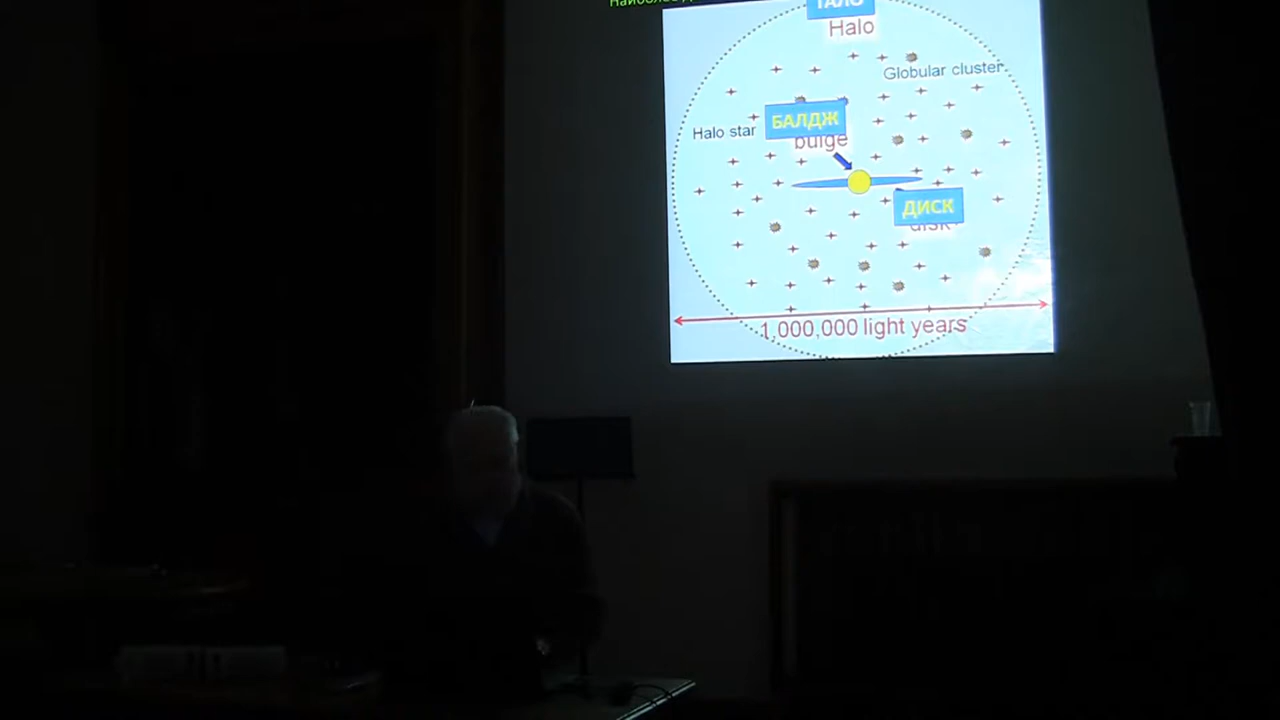 ГАЛО
Halo
Globular cluster
Halo star
БАЛДЖ
bulge
ДИСК
disk
1,000,000 light years